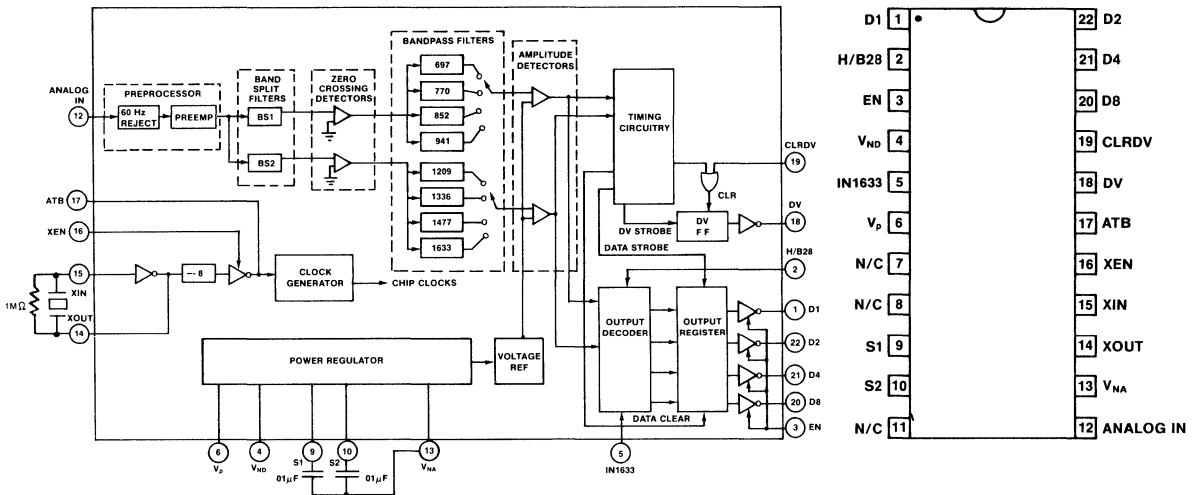 BANDPASS FILTERS
697
770
852
941
1209
1336
1477
1633
AMPLITUDE
DETECTORS
ANALOG
IN
12
PREPROCESSOR
60 Hz
REJECT
PREEMP
BAND
SPLIT
FILTERS
BS1
BS2
ZERO
CROSSING
DETECTORS
TIMING
CIRCUITRY
CLRDV
19
CLR
DV
18
DV STROBE
DV
F F
DATA STROBE
H/B28
2
ATB
17
XEN
16
15
XIN
1MΩ
XOUT
14
8
CLOCK
GENERATOR
CHIP CLOCKS
OUTPUT
DECODER
OUTPUT
REGISTER
1 D1
22 D2
21 D4
20 D8
3 EN
DATA CLEAR
5
IN1633
POWER REGULATOR
VOLTAGE
REF
6
Vp
4
VND
9
S1
10
S2
13
VNA
01μF
01μF
D1 1
H/B28 2
EN 3
VND 4
IN1633 5
Vp 6
N/C 7
N/C 8
S1 9
S2 10
N/C 11
22 D2
21 D4
20 D8
19 CLRDV
18 DV
17 ATB
16 XEN
15 XIN
14 XOUT
13 VNA
12 ANALOG IN